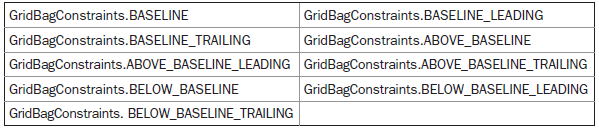 GridBagConstraints.BASELINE GridBagConstraints.BASELINE_LEADING
GridBagConstraints.BASELINE_TRAILING GridBagConstraints.ABOVE_BASELINE
GridBagConstraints.ABOVE_BASELINE_LEADING GridBagConstraints.ABOVE_BASELINE_TRAILING
GridBagConstraints.BELOW_BASELINE GridBagConstraints.BELOW_BASELINE_LEADING
GridBagConstraints. BELOW_BASELINE_TRAILING